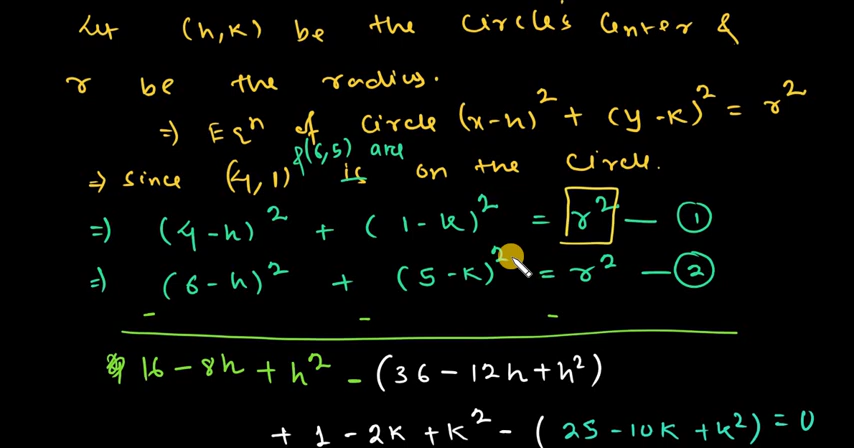 Let (h,k) be the circle's center &
r be the radius.
=> Eqⁿ of circle (x-h)² + (y-k)² = r²
&(6,5) are
=> since (4,1) is on the circle.
=> (4-h)² + (1-k)² = r² — ①
=> (6-h)² + (5-k)² = r² — ②
- - -
16 - 8h + h² - (36 - 12h + h²)
+ 1 - 2k + k² - (25 - 10k + k²) = 0